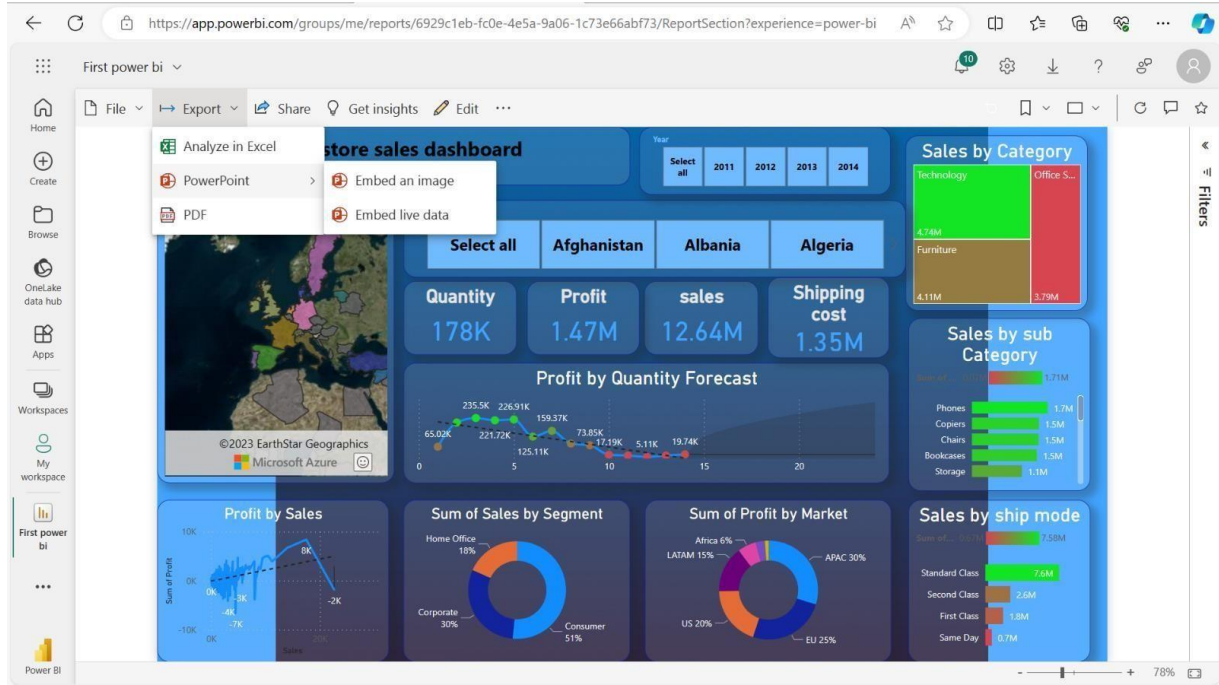 https://app.powerbi.com/groups/me/reports/6929c1eb-fc0e-4e5a-9a06-1c73e66abf73/ReportSection?experience=power-bi
First power bi
10
File
Export
Share
Get insights
Edit
Home
Create
Browse
OneLake
data hub
Apps
Workspaces
My
workspace
First power
bi
Power BI
Analyze in Excel
PowerPoint
PDF
Embed an image
Embed live data
store sales dashboard
Year
Select
all
2011
2012
2013
2014
Select all
Afghanistan
Albania
Algeria
©2023 EarthStar Geographics
Microsoft Azure
Quantity
178K
Profit
1.47M
sales
12.64M
Shipping
cost
1.35M
Profit by Quantity Forecast
65.02K
235.5K
221.72K
226.91K
125.11K
159.37K
73.85K
17.19K
5.11K
19.74K
0
5
10
15
20
Sales by Category
Technology
4.74M
Office S...
3.79M
Furniture
4.11M
Sales by sub
Category
1.71M
Phones
1.7M
Copiers
1.5M
Chairs
1.5M
Bookcases
1.5M
Storage
1.1M
Profit by Sales
Sum of Profit
10K
0K
-10K
0K
-3K
-4K
-7K
8K
-2K
0K
20K
Sales
Sum of Sales by Segment
Home Office
18%
Corporate
30%
Consumer
51%
Sum of Profit by Market
Africa 6%
LATAM 15%
US 20%
APAC 30%
EU 25%
Sales by ship mode
7.58M
Standard Class
7.6M
Second Class
2.6M
First Class
1.8M
Same Day
0.7M
Filters
78%